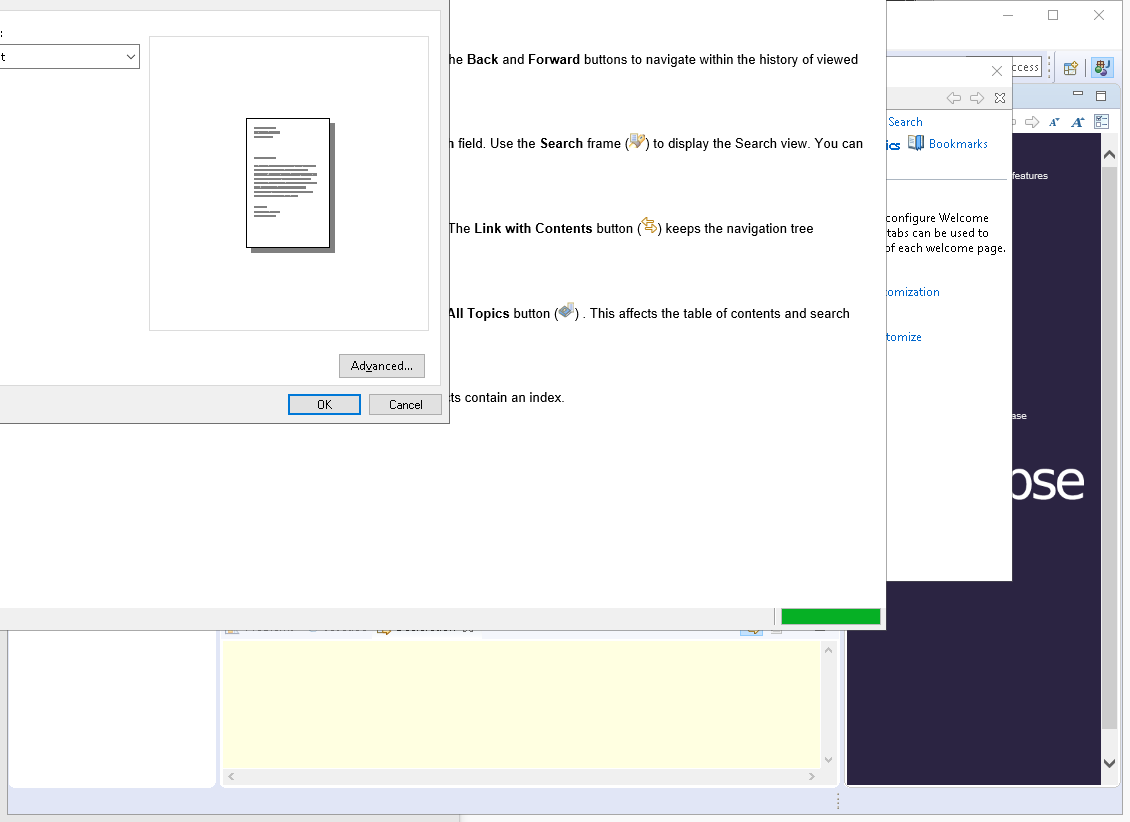 :
t
he Back and Forward buttons to navigate within the history of viewed
n field. Use the Search frame ( ) to display the Search view. You can
The Link with Contents button ( ) keeps the navigation tree
All Topics button ( ) . This affects the table of contents and search
ts contain an index.
Advanced...
OK
Cancel
ccess
Search
ics Bookmarks
features
configure Welcome
tabs can be used to
of each welcome page.
omization
tomize
ase
pse